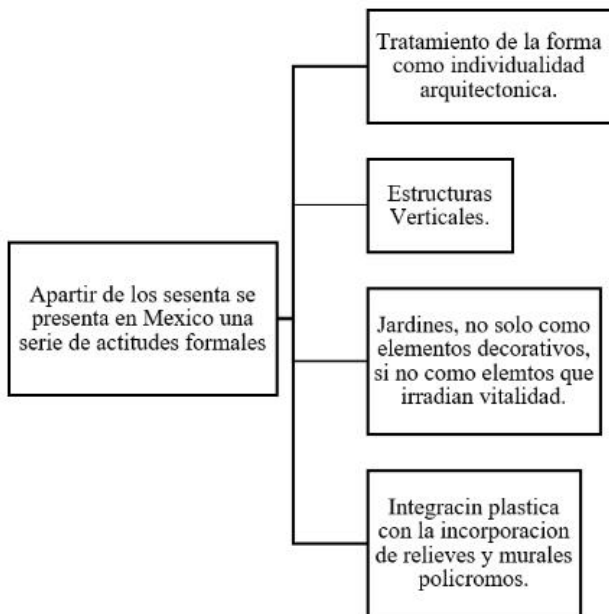 Apartir de los sesenta se
presenta en Mexico una
serie de actitudes formales
Tratamiento de la forma
como individualidad
arquitectonica.
Estructuras
Verticales.
Jardines, no solo como
elementos decorativos,
si no como elemtos que
irradian vitalidad.
Integracin plastica
con la incorporacion
de relieves y murales
policromos.